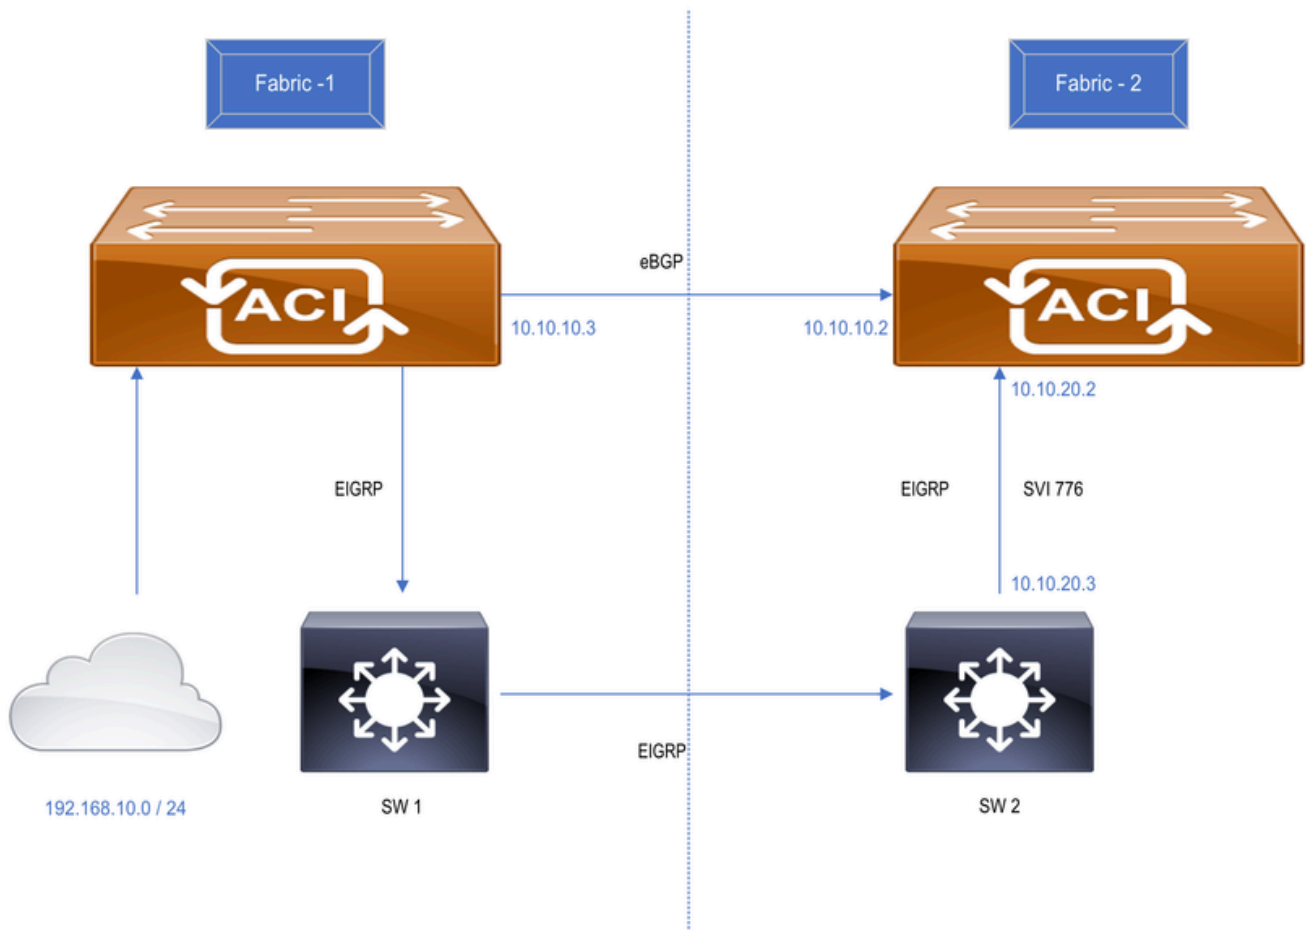 Fabric -1
Fabric - 2
ACI
ACI
eBGP
10.10.10.3
10.10.10.2
10.10.20.2
EIGRP
EIGRP
SVI 776
10.10.20.3
EIGRP
192.168.10.0 / 24
SW 1
SW 2